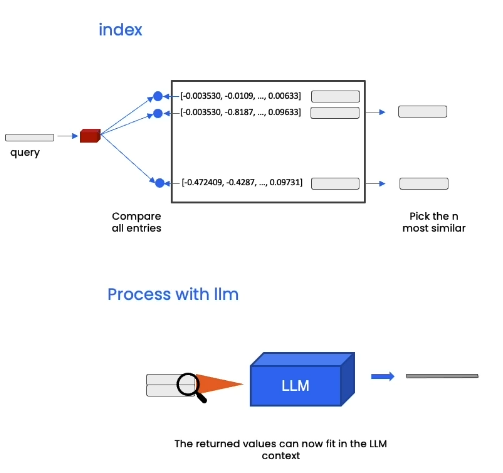 index
[-0.003530, -0.0109, ..., 0.00633]
[-0.003530, -0.8187, ..., 0.09633]
query
[-0.472409, -0.4287, ..., 0.09731]
Compare
all entries
Pick the n
most similar
Process with llm
LLM
The returned values can now fit in the LLM
context